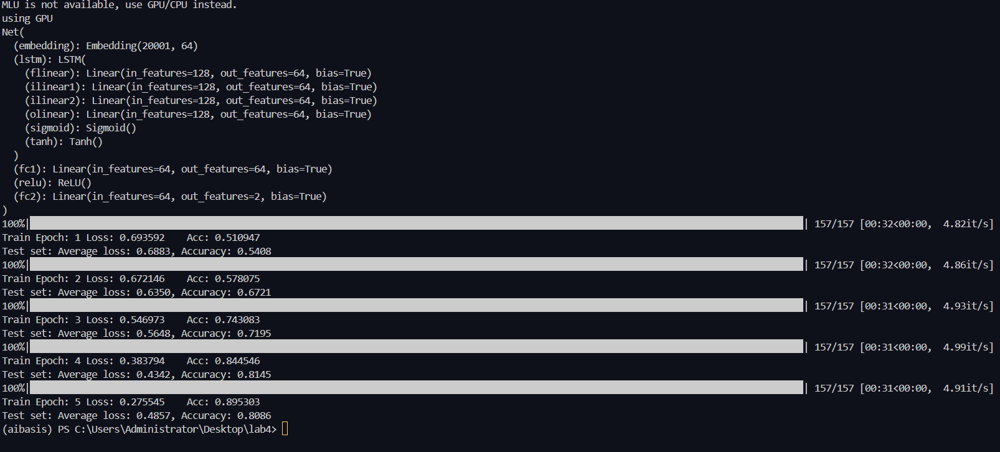 MLU is not available, use GPU/CPU instead.
using GPU
Net(
  (embedding): Embedding(20001, 64)
  (lstm): LSTM(
    (flinear): Linear(in_features=128, out_features=64, bias=True)
    (ilinear1): Linear(in_features=128, out_features=64, bias=True)
    (ilinear2): Linear(in_features=128, out_features=64, bias=True)
    (olinear): Linear(in_features=128, out_features=64, bias=True)
    (sigmoid): Sigmoid()
    (tanh): Tanh()
  )
  (fc1): Linear(in_features=64, out_features=64, bias=True)
  (relu): ReLU()
  (fc2): Linear(in_features=64, out_features=2, bias=True)
)
100%| | 157/157 [00:32<00:00,  4.82it/s]
Train Epoch: 1 Loss: 0.693592    Acc: 0.510947
Test set: Average loss: 0.6883, Accuracy: 0.5408
100%| | 157/157 [00:32<00:00,  4.86it/s]
Train Epoch: 2 Loss: 0.672146    Acc: 0.578075
Test set: Average loss: 0.6350, Accuracy: 0.6721
100%| | 157/157 [00:31<00:00,  4.93it/s]
Train Epoch: 3 Loss: 0.546973    Acc: 0.743083
Test set: Average loss: 0.5648, Accuracy: 0.7195
100%| | 157/157 [00:31<00:00,  4.99it/s]
Train Epoch: 4 Loss: 0.383794    Acc: 0.844546
Test set: Average loss: 0.4342, Accuracy: 0.8145
100%| | 157/157 [00:31<00:00,  4.91it/s]
Train Epoch: 5 Loss: 0.275545    Acc: 0.895303
Test set: Average loss: 0.4857, Accuracy: 0.8086
(aibasis) PS C:\Users\Administrator\Desktop\lab4>